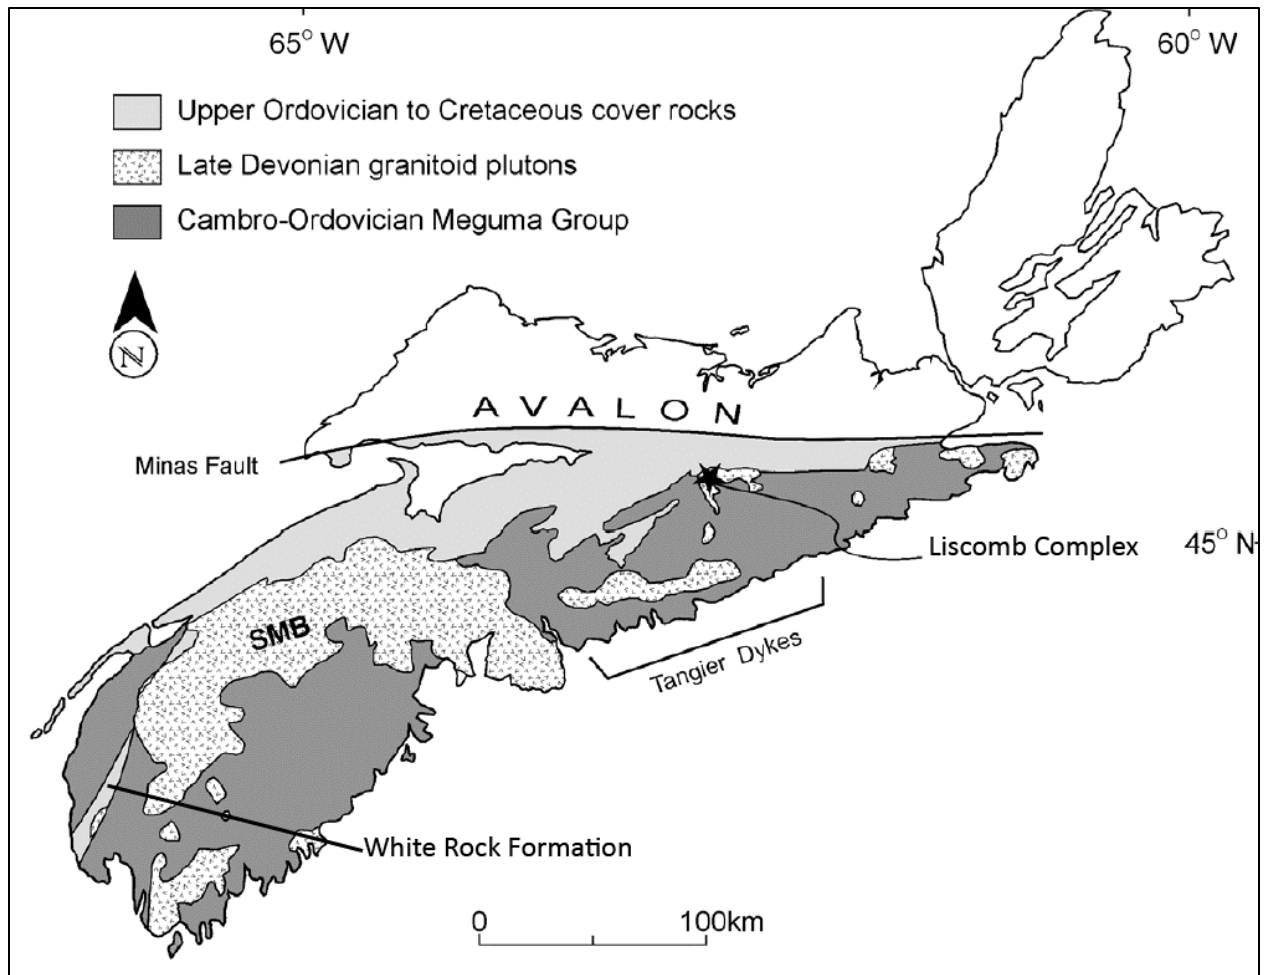 65° W
60° W
Upper Ordovician to Cretaceous cover rocks
Late Devonian granitoid plutons
Cambro-Ordovician Meguma Group
N
AVALON
Minas Fault
Liscomb Complex
45° N
SMB
Tangier Dykes
White Rock Formation
0
100km